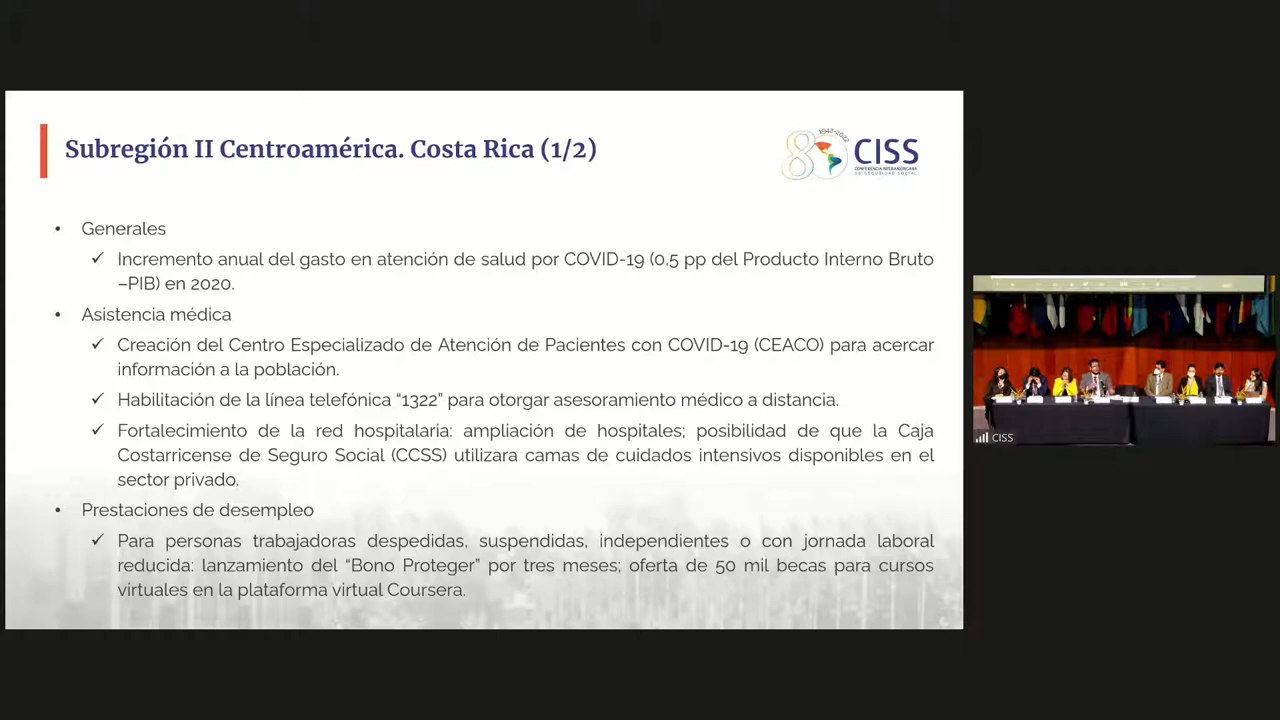 Subregión II Centroamérica. Costa Rica (1/2)
1942-2022
80
CISS
CONFERENCIA INTERAMERICANA
DE SEGURIDAD SOCIAL
• Generales
✓ Incremento anual del gasto en atención de salud por COVID-19 (0.5 pp del Producto Interno Bruto
–PIB) en 2020.
• Asistencia médica
✓ Creación del Centro Especializado de Atención de Pacientes con COVID-19 (CEACO) para acercar
información a la población.
✓ Habilitación de la línea telefónica “1322” para otorgar asesoramiento médico a distancia.
✓ Fortalecimiento de la red hospitalaria: ampliación de hospitales; posibilidad de que la Caja
Costarricense de Seguro Social (CCSS) utilizara camas de cuidados intensivos disponibles en el
sector privado.
• Prestaciones de desempleo
✓ Para personas trabajadoras despedidas, suspendidas, independientes o con jornada laboral
reducida: lanzamiento del “Bono Proteger” por tres meses; oferta de 50 mil becas para cursos
virtuales en la plataforma virtual Coursera.
CISS